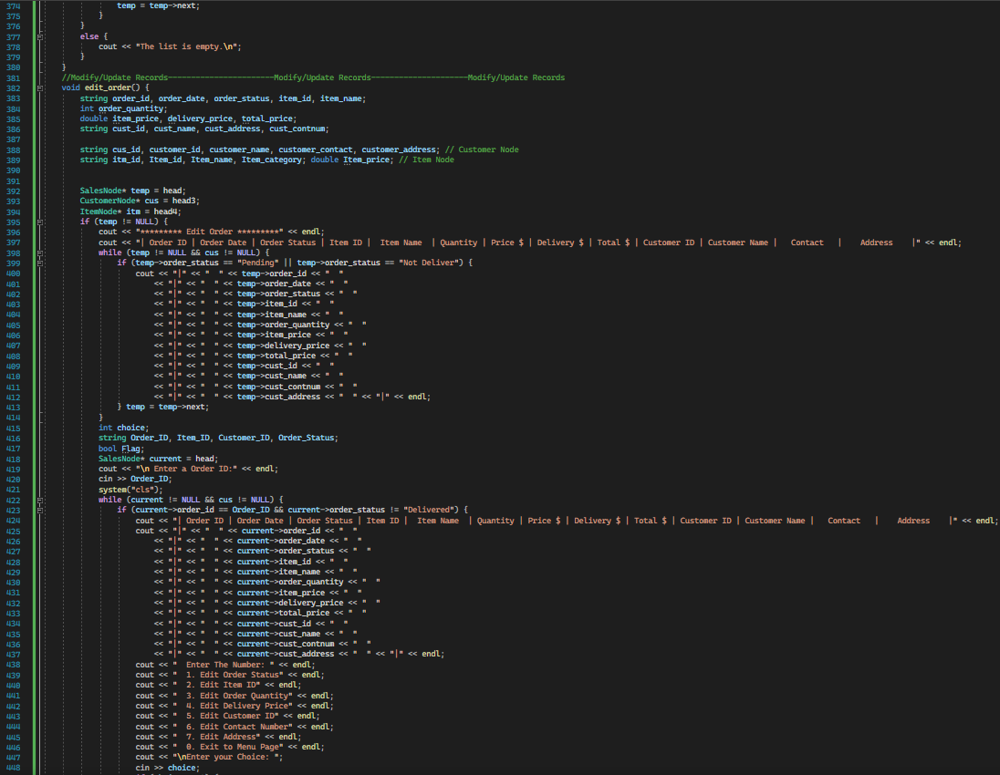 374 temp = temp->next;
375 }
376 }
377 else {
378 cout << "The list is empty.\n";
379 }
380 }
381 //Modify/Update Records----------------------Modify/Update Records--------------------Modify/Update Records
382 void edit_order() {
383 string order_id, order_date, order_status, item_id, item_name;
384 int order_quantity;
385 double item_price, delivery_price, total_price;
386 string cust_id, cust_name, cust_address, cust_contnum;
387
388 string cus_id, customer_id, customer_name, customer_contact, customer_address; // Customer Node
389 string itm_id, Item_id, Item_name, Item_category; double Item_price; // Item Node
390
391
392 SalesNode* temp = head;
393 CustomerNode* cus = head3;
394 ItemNode* itm = head4;
395 if (temp != NULL) {
396 cout << "********* Edit Order *********" << endl;
397 cout << "| Order ID | Order Date | Order Status | Item ID |  Item Name  | Quantity | Price $ | Delivery $ | Total $ | Customer ID | Customer Name |   Contact   |    Address    |" << endl;
398 while (temp != NULL && cus != NULL) {
399 if (temp->order_status == "Pending" || temp->order_status == "Not Deliver") {
400 cout << "|" << "  " << temp->order_id << "  "
401 << "|" << "  " << temp->order_date << "  "
402 << "|" << "  " << temp->order_status << "  "
403 << "|" << "  " << temp->item_id << "  "
404 << "|" << "  " << temp->item_name << "  "
405 << "|" << "  " << temp->order_quantity << "  "
406 << "|" << "  " << temp->item_price << "  "
407 << "|" << "  " << temp->delivery_price << "  "
408 << "|" << "  " << temp->total_price << "  "
409 << "|" << "  " << temp->cust_id << "  "
410 << "|" << "  " << temp->cust_name << "  "
411 << "|" << "  " << temp->cust_contnum << "  "
412 << "|" << "  " << temp->cust_address << "  " << "|" << endl;
413 } temp = temp->next;
414 }
415 int choice;
416 string Order_ID, Item_ID, Customer_ID, Order_Status;
417 bool Flag;
418 SalesNode* current = head;
419 cout << "\n Enter a Order ID:" << endl;
420 cin >> Order_ID;
421 system("cls");
422 while (current != NULL && cus != NULL) {
423 if (current->order_id == Order_ID && current->order_status != "Delivered") {
424 cout << "| Order ID | Order Date | Order Status | Item ID |  Item Name  | Quantity | Price $ | Delivery $ | Total $ | Customer ID | Customer Name |   Contact   |    Address    |" << endl;
425 cout << "|" << "  " << current->order_id << "  "
426 << "|" << "  " << current->order_date << "  "
427 << "|" << "  " << current->order_status << "  "
428 << "|" << "  " << current->item_id << "  "
429 << "|" << "  " << current->item_name << "  "
430 << "|" << "  " << current->order_quantity << "  "
431 << "|" << "  " << current->item_price << "  "
432 << "|" << "  " << current->delivery_price << "  "
433 << "|" << "  " << current->total_price << "  "
434 << "|" << "  " << current->cust_id << "  "
435 << "|" << "  " << current->cust_name << "  "
436 << "|" << "  " << current->cust_contnum << "  "
437 << "|" << "  " << current->cust_address << "  " << "|" << endl;
438 cout << "  Enter The Number: " << endl;
439 cout << "  1. Edit Order Status" << endl;
440 cout << "  2. Edit Item ID" << endl;
441 cout << "  3. Edit Order Quantity" << endl;
442 cout << "  4. Edit Delivery Price" << endl;
443 cout << "  5. Edit Customer ID" << endl;
444 cout << "  6. Edit Contact Number" << endl;
445 cout << "  7. Edit Address" << endl;
446 cout << "  0. Exit to Menu Page" << endl;
447 cout << "\nEnter your Choice: ";
448 cin >> choice;